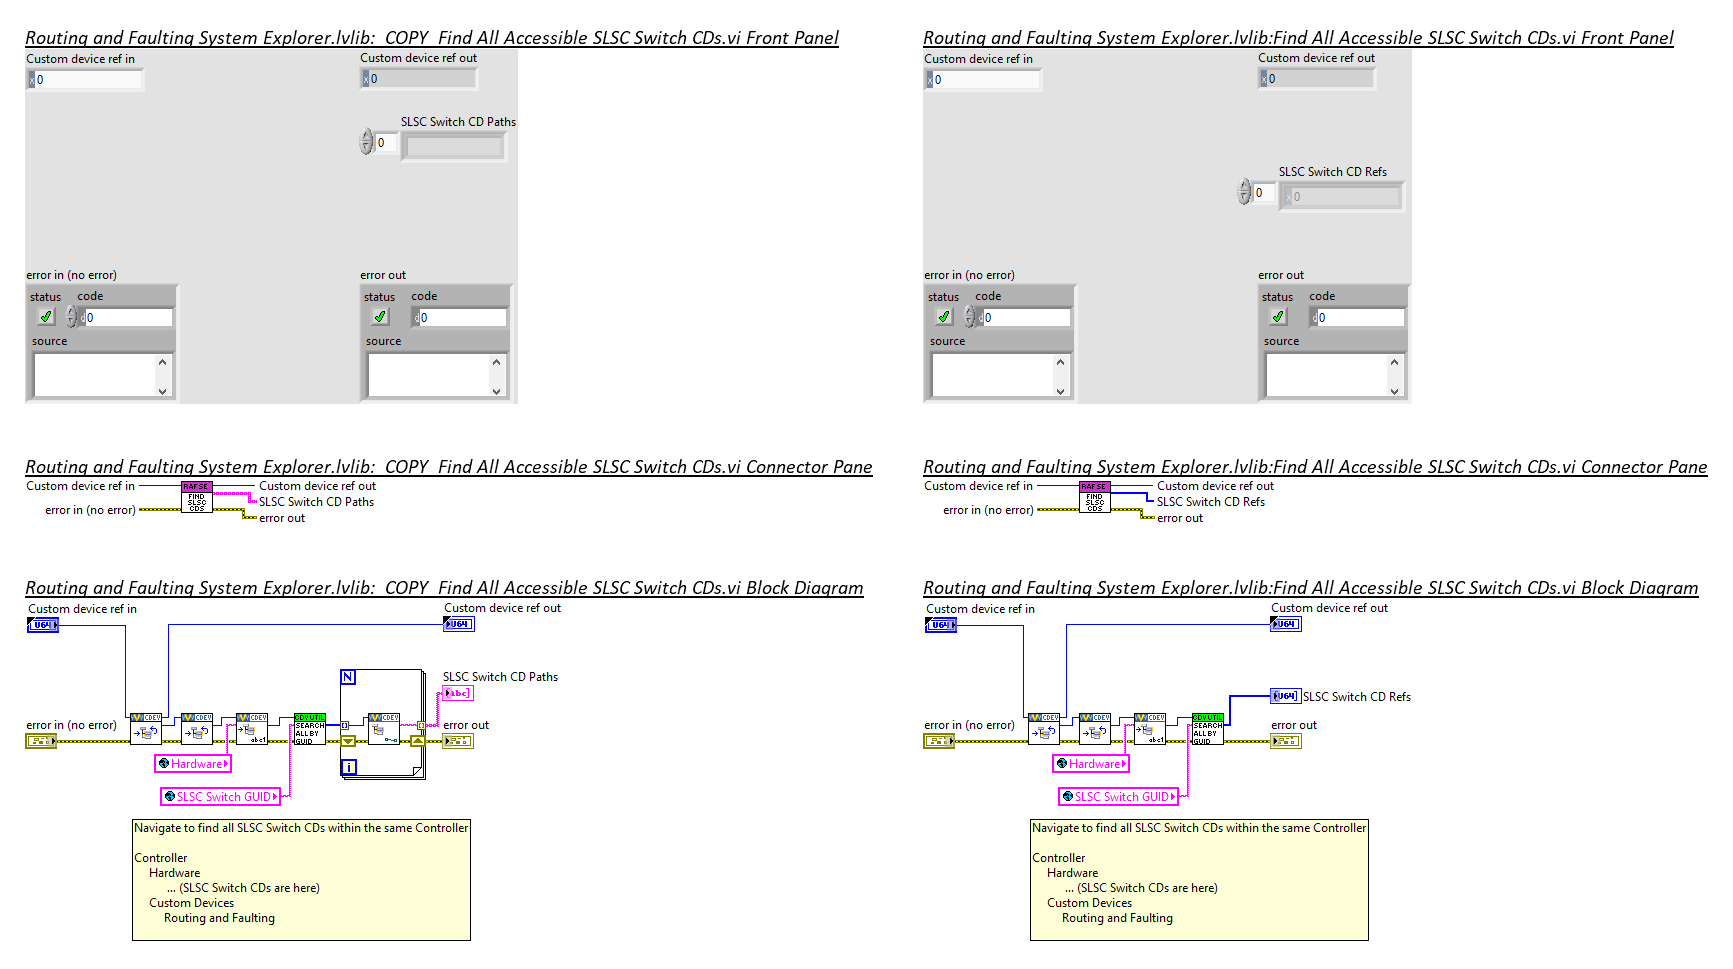 Routing and Faulting System Explorer.lvlib:  COPY  Find All Accessible SLSC Switch CDs.vi Front Panel
Custom device ref in
x 0
Custom device ref out
x 0
SLSC Switch CD Paths
0
error in (no error)
status
code
d 0
source
error out
status
code
d 0
source
Routing and Faulting System Explorer.lvlib:Find All Accessible SLSC Switch CDs.vi Front Panel
Custom device ref in
x 0
Custom device ref out
x 0
SLSC Switch CD Refs
0
x 0
error in (no error)
status
code
d 0
source
error out
status
code
d 0
source
Routing and Faulting System Explorer.lvlib:  COPY  Find All Accessible SLSC Switch CDs.vi Connector Pane
Custom device ref in
error in (no error)
RAF SE
FIND
SLSC
CDS
Custom device ref out
SLSC Switch CD Paths
error out
Routing and Faulting System Explorer.lvlib:Find All Accessible SLSC Switch CDs.vi Connector Pane
Custom device ref in
error in (no error)
RAF SE
FIND
SLSC
CDS
Custom device ref out
SLSC Switch CD Refs
error out
Routing and Faulting System Explorer.lvlib:  COPY  Find All Accessible SLSC Switch CDs.vi Block Diagram
Custom device ref in
U64
Custom device ref out
U64
N
SLSC Switch CD Paths
abc
error in (no error)
CDEV
CDEV
CDEV
abc1
CDV UTIL
SEARCH
ALL BY
GUID
CDEV
error out
i
Hardware
SLSC Switch GUID
Navigate to find all SLSC Switch CDs within the same Controller
Controller
Hardware
... (SLSC Switch CDs are here)
Custom Devices
Routing and Faulting
Routing and Faulting System Explorer.lvlib:Find All Accessible SLSC Switch CDs.vi Block Diagram
Custom device ref in
U64
Custom device ref out
U64
U64
SLSC Switch CD Refs
error in (no error)
CDEV
CDEV
CDEV
abc1
CDV UTIL
SEARCH
ALL BY
GUID
error out
Hardware
SLSC Switch GUID
Navigate to find all SLSC Switch CDs within the same Controller
Controller
Hardware
... (SLSC Switch CDs are here)
Custom Devices
Routing and Faulting